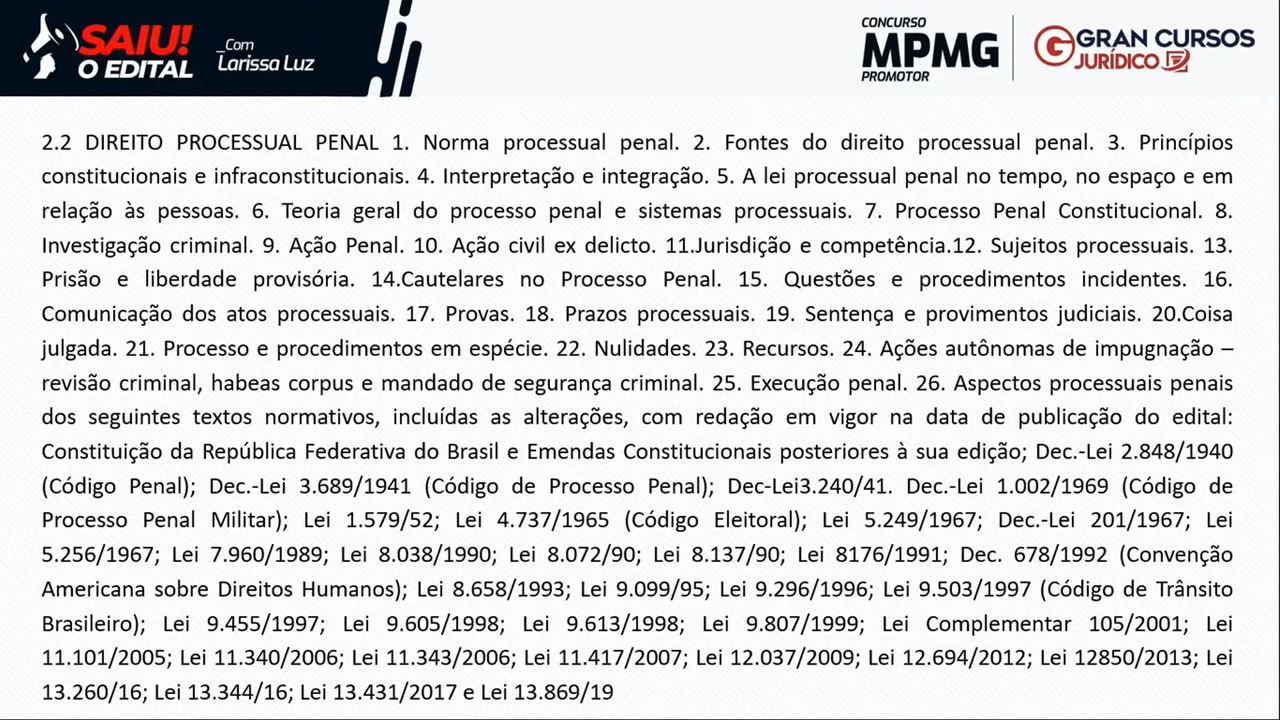 SAIU!
O EDITAL
_Com
Larissa Luz
CONCURSO
MPMG
PROMOTOR
GRAN CURSOS
JURÍDICO
2.2 DIREITO PROCESSUAL PENAL 1. Norma processual penal. 2. Fontes do direito processual penal. 3. Princípios
constitucionais e infraconstitucionais. 4. Interpretação e integração. 5. A lei processual penal no tempo, no espaço e em
relação às pessoas. 6. Teoria geral do processo penal e sistemas processuais. 7. Processo Penal Constitucional. 8.
Investigação criminal. 9. Ação Penal. 10. Ação civil ex delicto. 11.Jurisdição e competência.12. Sujeitos processuais. 13.
Prisão e liberdade provisória. 14.Cautelares no Processo Penal. 15. Questões e procedimentos incidentes. 16.
Comunicação dos atos processuais. 17. Provas. 18. Prazos processuais. 19. Sentença e provimentos judiciais. 20.Coisa
julgada. 21. Processo e procedimentos em espécie. 22. Nulidades. 23. Recursos. 24. Ações autônomas de impugnação –
revisão criminal, habeas corpus e mandado de segurança criminal. 25. Execução penal. 26. Aspectos processuais penais
dos seguintes textos normativos, incluídas as alterações, com redação em vigor na data de publicação do edital:
Constituição da República Federativa do Brasil e Emendas Constitucionais posteriores à sua edição; Dec.-Lei 2.848/1940
(Código Penal); Dec.-Lei 3.689/1941 (Código de Processo Penal); Dec-Lei3.240/41. Dec.-Lei 1.002/1969 (Código de
Processo Penal Militar); Lei 1.579/52; Lei 4.737/1965 (Código Eleitoral); Lei 5.249/1967; Dec.-Lei 201/1967; Lei
5.256/1967; Lei 7.960/1989; Lei 8.038/1990; Lei 8.072/90; Lei 8.137/90; Lei 8176/1991; Dec. 678/1992 (Convenção
Americana sobre Direitos Humanos); Lei 8.658/1993; Lei 9.099/95; Lei 9.296/1996; Lei 9.503/1997 (Código de Trânsito
Brasileiro); Lei 9.455/1997; Lei 9.605/1998; Lei 9.613/1998; Lei 9.807/1999; Lei Complementar 105/2001; Lei
11.101/2005; Lei 11.340/2006; Lei 11.343/2006; Lei 11.417/2007; Lei 12.037/2009; Lei 12.694/2012; Lei 12850/2013; Lei
13.260/16; Lei 13.344/16; Lei 13.431/2017 e Lei 13.869/19